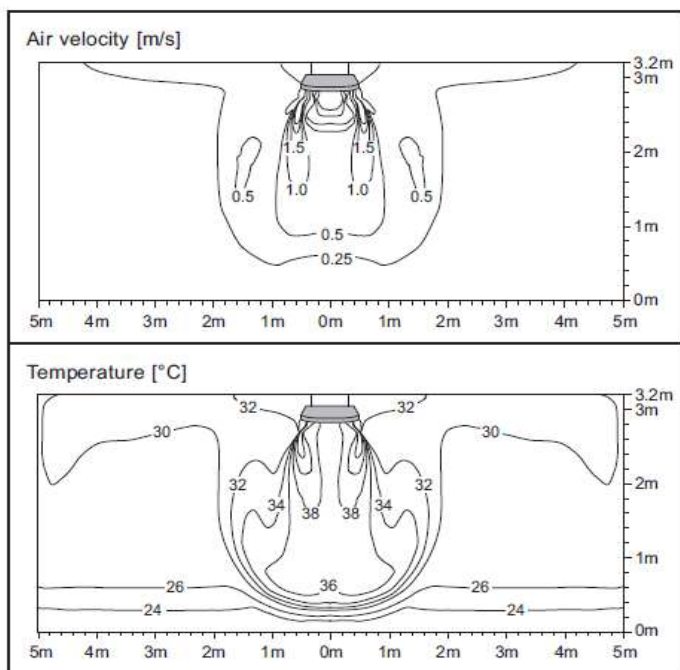 Air velocity [m/s]
3.2m
3m
1.5 1.5
2m
1.0 1.0
0.5 0.5
1m
0.5
0.25
0m
5m 4m 3m 2m 1m 0m 1m 2m 3m 4m 5m
Temperature [°C]
32 32 3.2m
3m
30 30
32 32 2m
34 34
38 38
1m
26 36 26
24 24
0m
5m 4m 3m 2m 1m 0m 1m 2m 3m 4m 5m